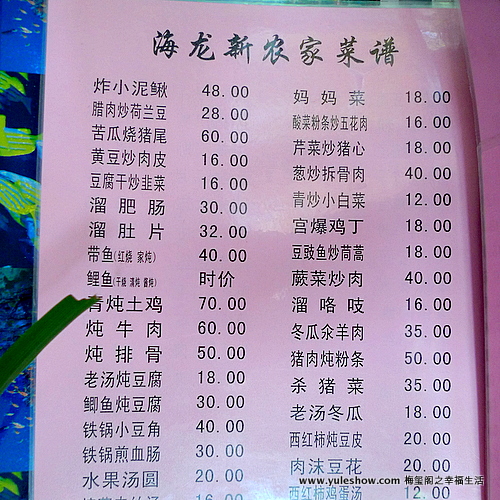 海龙新农家菜谱
炸小泥鳅 48.00
腊肉炒荷兰豆 28.00
苦瓜烧猪尾 60.00
黄豆炒肉皮 16.00
豆腐干炒韭菜 16.00
溜肥肠 30.00
溜肚片 32.00
带鱼(红烧 家炖) 40.00
鲤鱼(干烧 清炖 酱炖) 时价
青炖土鸡 70.00
炖牛肉 60.00
炖排骨 50.00
老汤炖豆腐 18.00
鲫鱼炖豆腐 30.00
铁锅小豆角 40.00
铁锅煎血肠 30.00
水果汤圆 20.00
妈妈菜 18.00
酸菜粉条炒五花肉 16.00
芹菜炒猪心 18.00
葱炒拆骨肉 40.00
青炒小白菜 12.00
宫爆鸡丁 18.00
豆豉鱼炒茼蒿 18.00
蕨菜炒肉 40.00
溜咯吱 16.00
冬瓜汆羊肉 35.00
猪肉炖粉条 50.00
杀猪菜 35.00
老汤冬瓜 18.00
西红柿炖豆皮 20.00
肉沫豆花 20.00
西红柿鸡蛋汤 12.00
www.yuleshow.com 梅玺阁之幸福生活